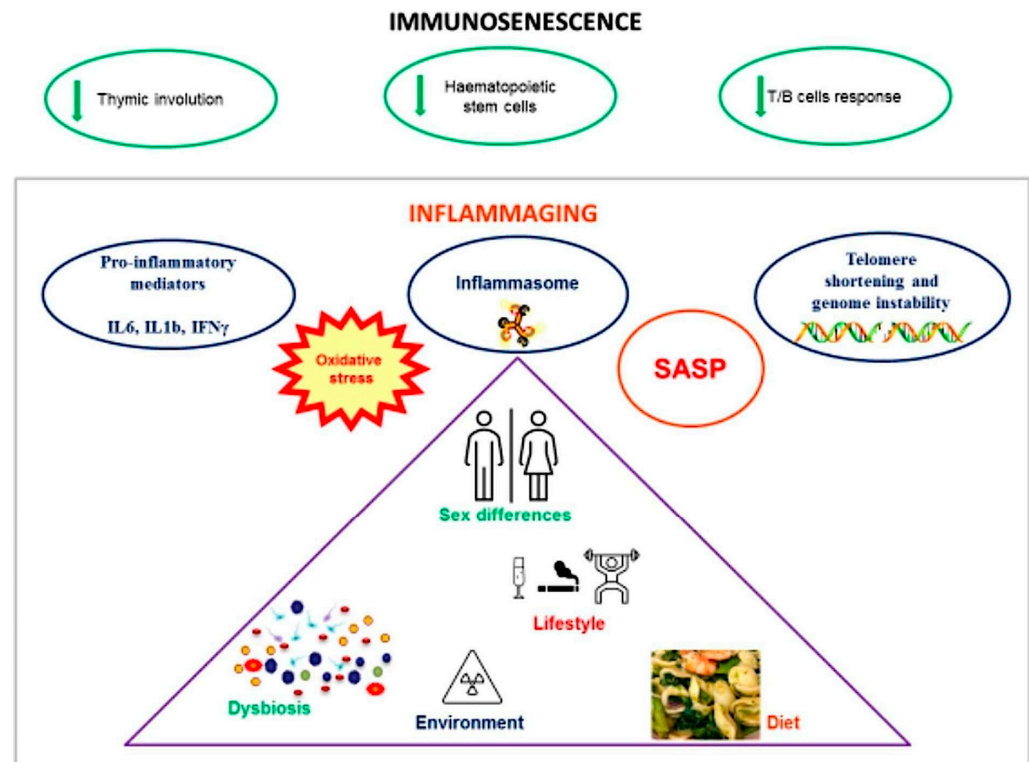 IMMUNOSENESCENCE
Thymic involution
Haematopoietic
stem cells
T/B cells response
INFLAMMAGING
Pro-inflammatory
mediators
IL6, IL1b, IFNγ
Inflammasome
Telomere
shortening and
genome instability
Oxidative
stress
SASP
Sex differences
Lifestyle
Dysbiosis
Environment
Diet